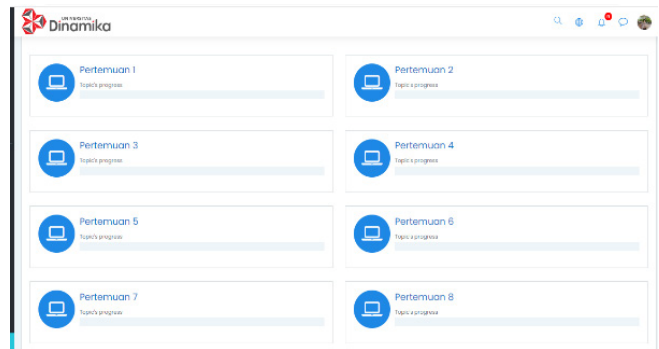 UNIVERSITAS
Dinamika
Pertemuan 1
Topic's progress
Pertemuan 2
Topic's progress
Pertemuan 3
Topic's progress
Pertemuan 4
Topic's progress
Pertemuan 5
Topic's progress
Pertemuan 6
Topic's progress
Pertemuan 7
Topic's progress
Pertemuan 8
Topic's progress